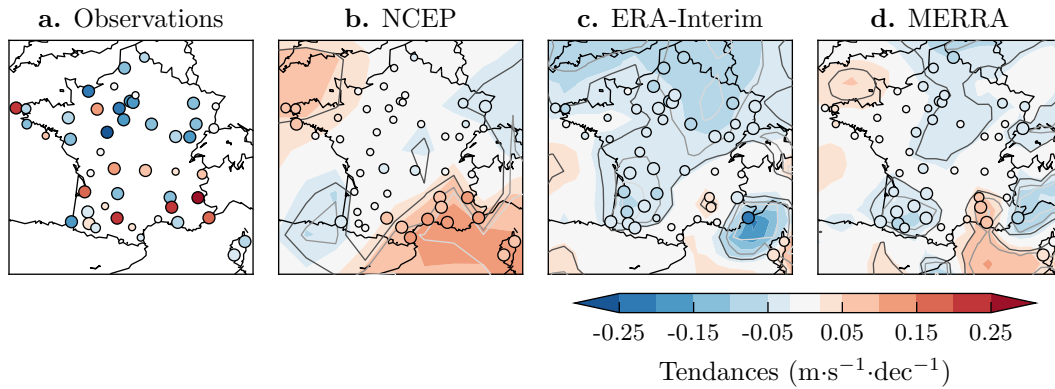 a. Observations
b. NCEP
c. ERA-Interim
d. MERRA
-0.25 -0.15 -0.05 0.05 0.15 0.25
Tendances (m·s⁻¹·dec⁻¹)